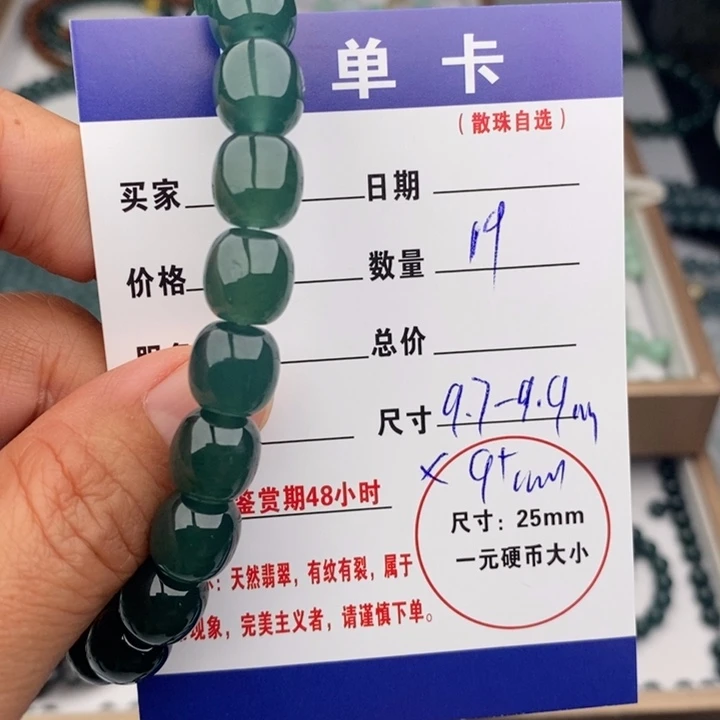 单卡
（散珠自选）
买家 日期
价格 数量 19
总价
尺寸 9.7-9.9mm
× 9⁺mm
鉴赏期48小时
尺寸：25mm
一元硬币大小
：天然翡翠，有纹有裂，属于
现象，完美主义者，请谨慎下单。